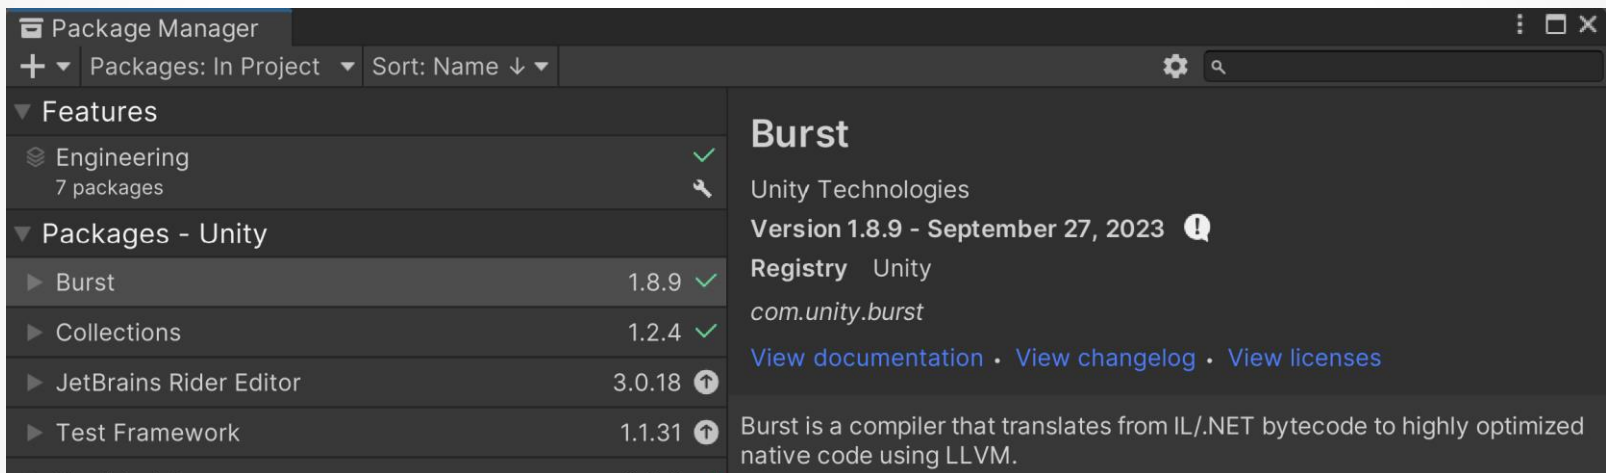 Package Manager
Packages: In Project
Sort: Name ↓
Features
Engineering
7 packages
Packages - Unity
Burst 1.8.9
Collections 1.2.4
JetBrains Rider Editor 3.0.18
Test Framework 1.1.31
Burst
Unity Technologies
Version 1.8.9 - September 27, 2023
Registry Unity
com.unity.burst
View documentation • View changelog • View licenses
Burst is a compiler that translates from IL/.NET bytecode to highly optimized
native code using LLVM.